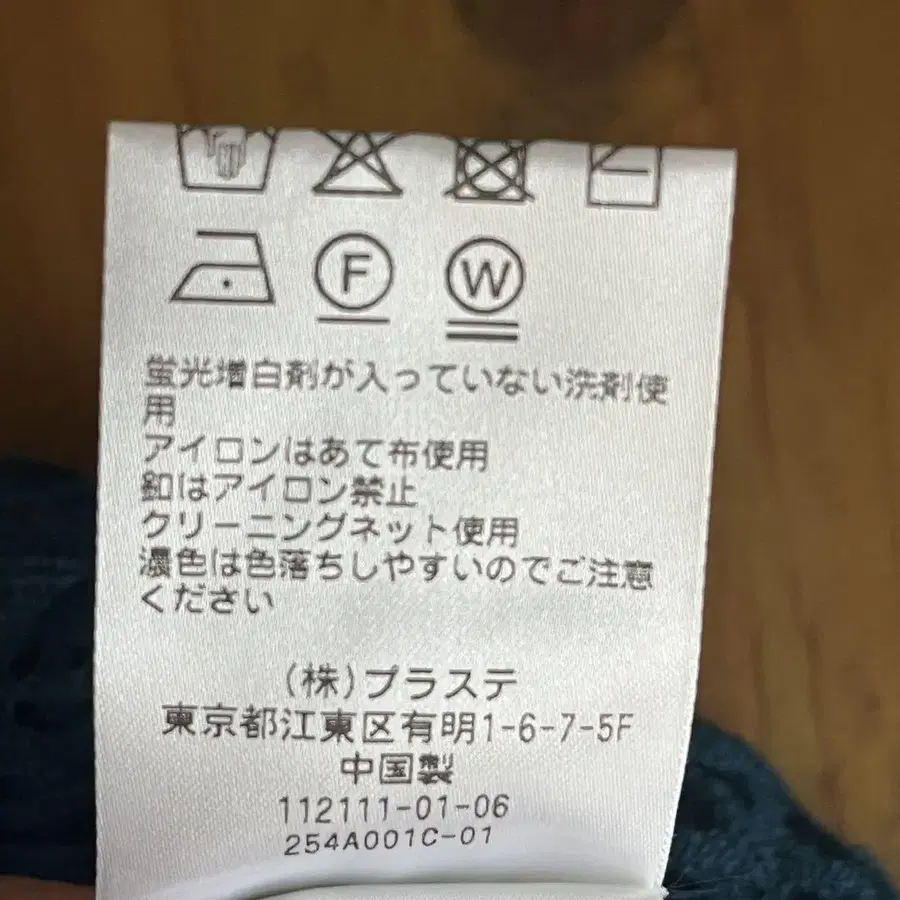 F W
蛍光増白剤が入っていない洗剤使
用
アイロンはあて布使用
釦はアイロン禁止
クリーニングネット使用
濃色は色落ちしやすいのでご注意
ください
(株)プラステ
東京都江東区有明1-6-7-5F
中国製
112111-01-06
254A001C-01